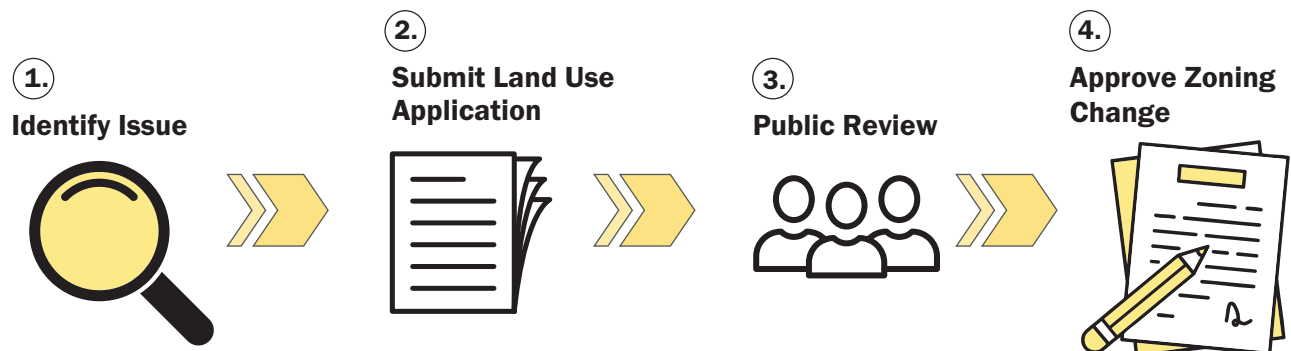 1.
Identify Issue
2.
Submit Land Use
Application
3.
Public Review
4.
Approve Zoning
Change